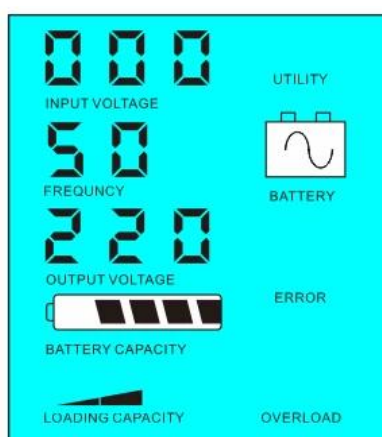 000
UTILITY
INPUT VOLTAGE
50
FREQUNCY
BATTERY
220
OUTPUT VOLTAGE
ERROR
BATTERY CAPACITY
LOADING CAPACITY
OVERLOAD